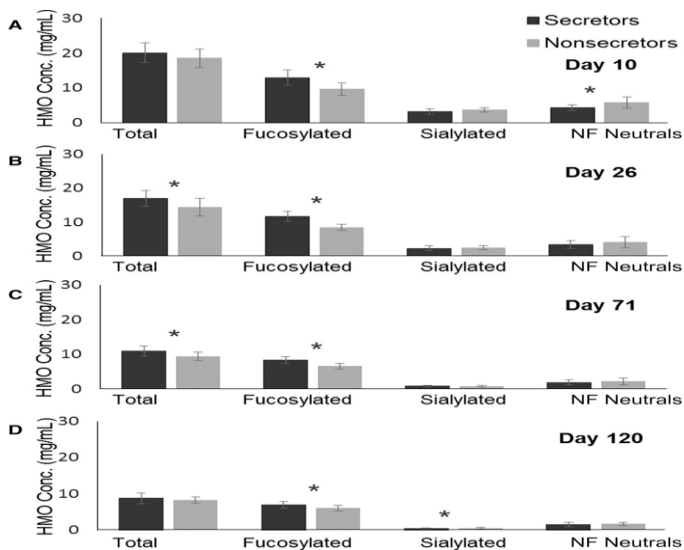 A
HMO Conc. (mg/mL)
30
20
10
0
Secretors
Nonsecretors
Day 10
*
*
Total Fucosylated Sialylated NF Neutrals
B
HMO Conc. (mg/mL)
30
20
10
0
Day 26
*
*
Total Fucosylated Sialylated NF Neutrals
C
HMO Conc. (mg/mL)
30
20
10
0
Day 71
*
*
Total Fucosylated Sialylated NF Neutrals
D
HMO Conc. (mg/mL)
30
20
10
0
Day 120
*
*
Total Fucosylated Sialylated NF Neutrals